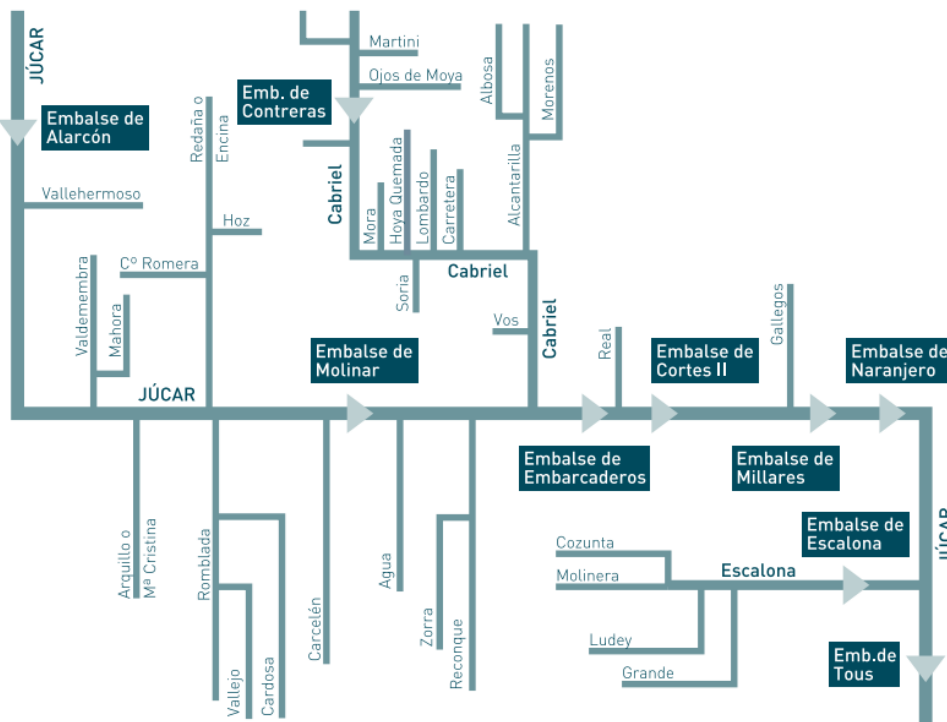 JÚCAR
Embalse de
Alarcón
Vallehermoso
Redaña o
Encina
Hoz
Cº Romera
Valdemembra
Mahora
JÚCAR
Martini
Ojos de Moya
Emb. de
Contreras
Cabriel
Mora
Hoya Quemada
Lombardo
Carretera
Albosa
Morenos
Alcantarilla
Soria
Cabriel
Vos
Cabriel
Embalse de
Molinar
Real
Embalse de
Cortes II
Gallegos
Embalse de
Naranjero
Embalse de
Embarcaderos
Embalse de
Millares
Arquillo o
Mª Cristina
Romblada
Vallejo
Cardosa
Carcelén
Agua
Zorra
Reconque
Cozunta
Molinera
Escalona
Embalse de
Escalona
JÚCAR
Ludey
Grande
Emb.de
Tous